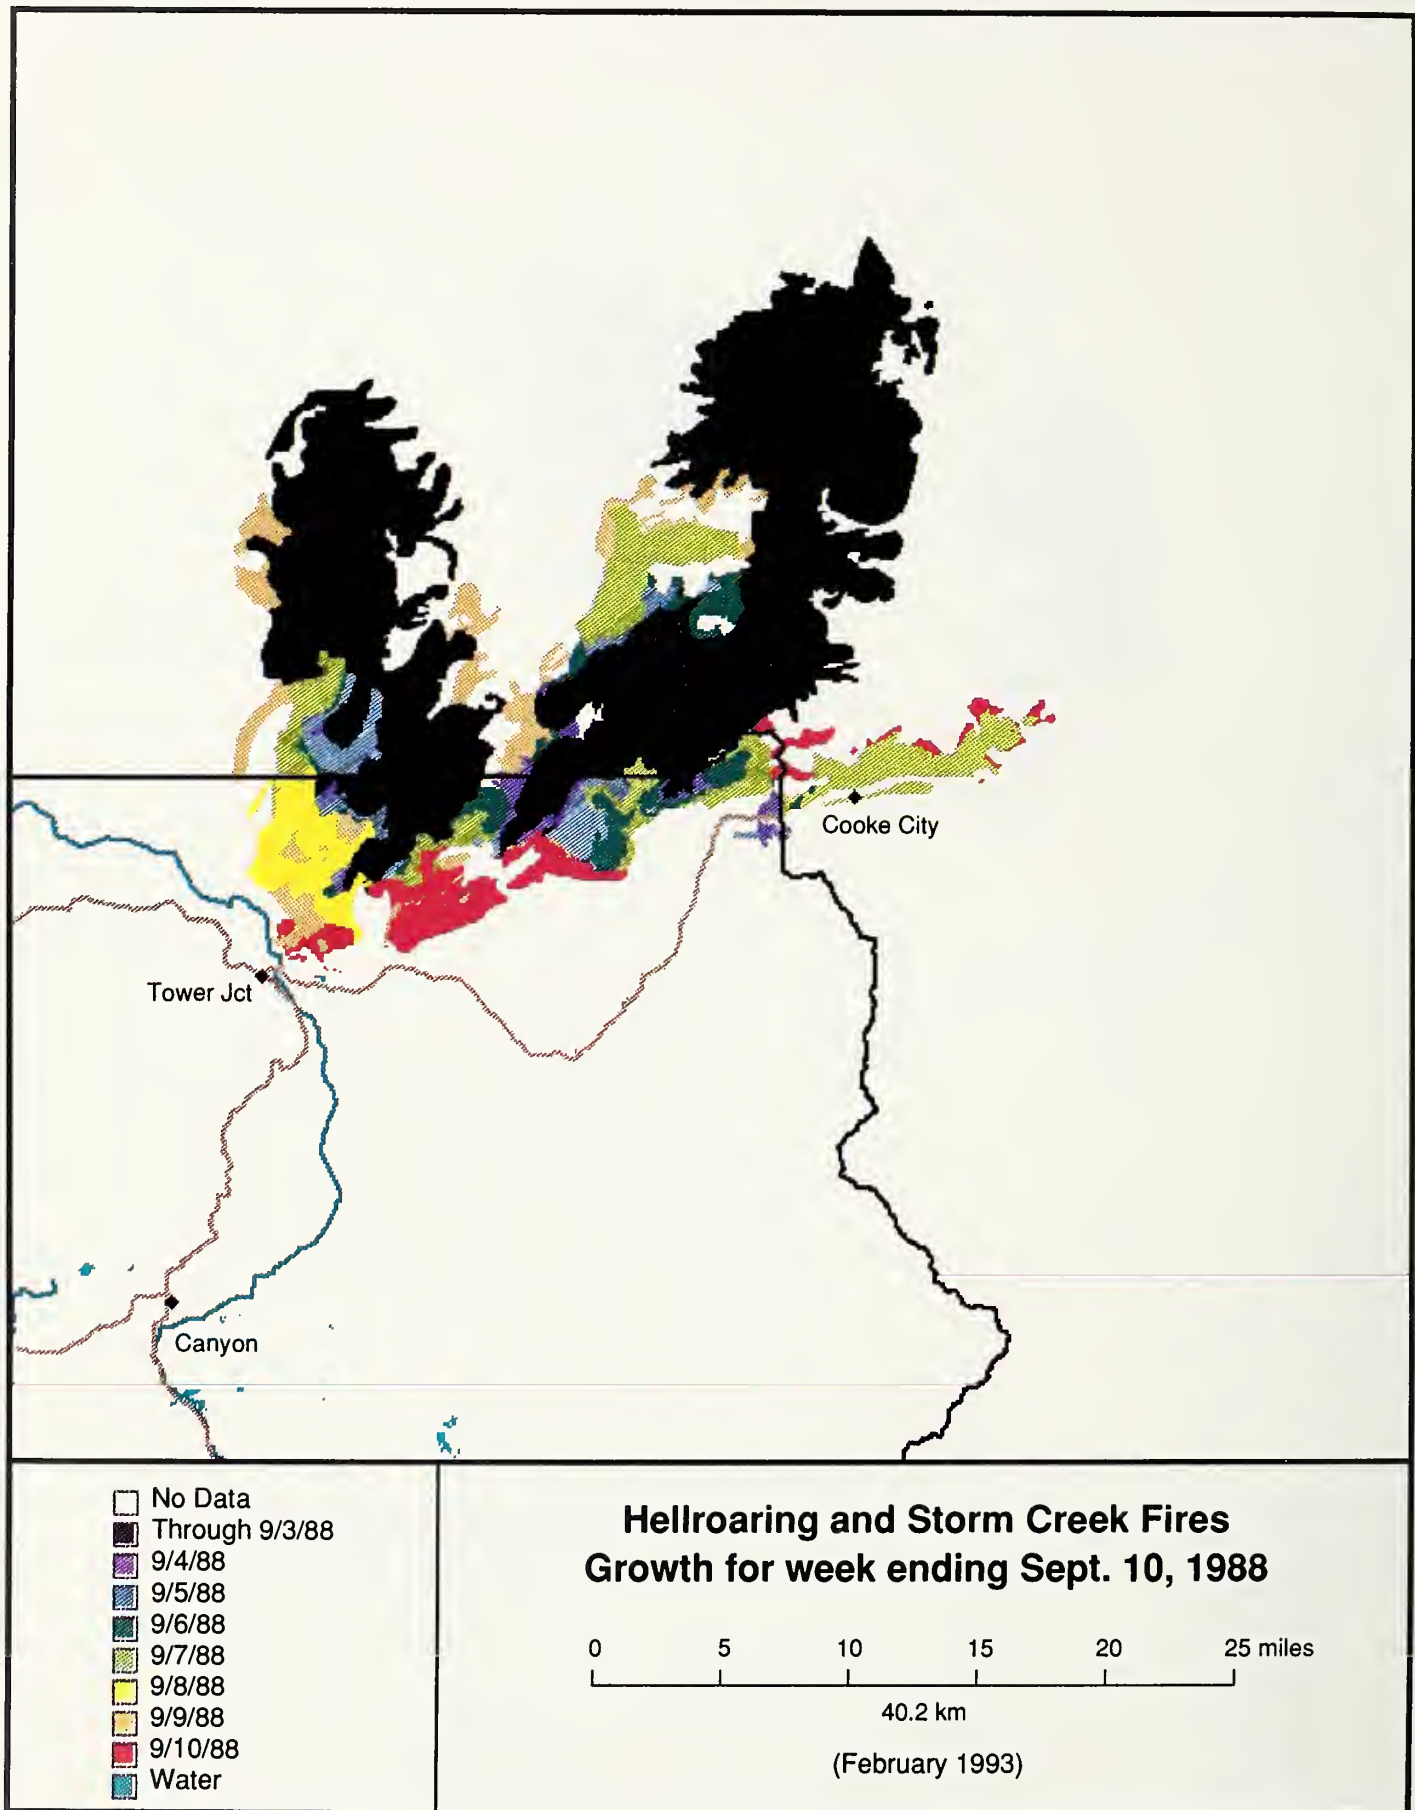 Cooke City
Tower Jct
Canyon
No Data
Through 9/3/88
9/4/88
9/5/88
9/6/88
9/7/88
9/8/88
9/9/88
9/10/88
Water
Hellroaring and Storm Creek Fires
Growth for week ending Sept. 10, 1988
0 5 10 15 20 25 miles
40.2 km
(February 1993)